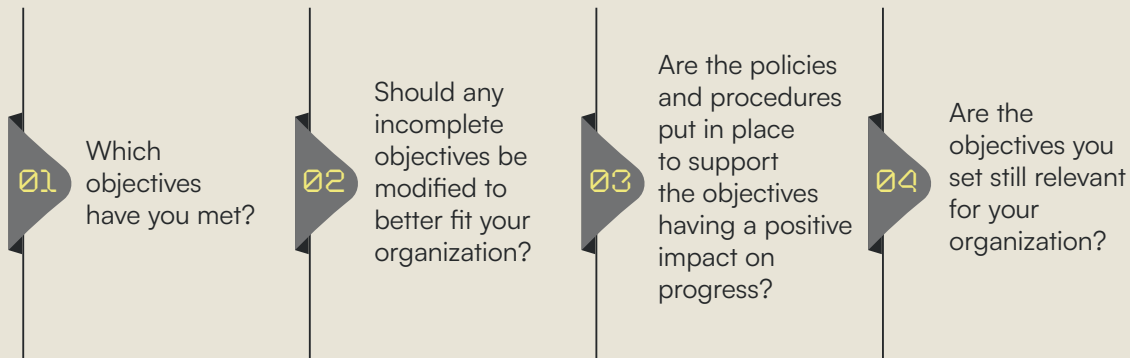 01
Which
objectives
have you met?
02
Should any
incomplete
objectives be
modified to
better fit your
organization?
03
Are the policies
and procedures
put in place
to support
the objectives
having a positive
impact on
progress?
04
Are the
objectives you
set still relevant
for your
organization?